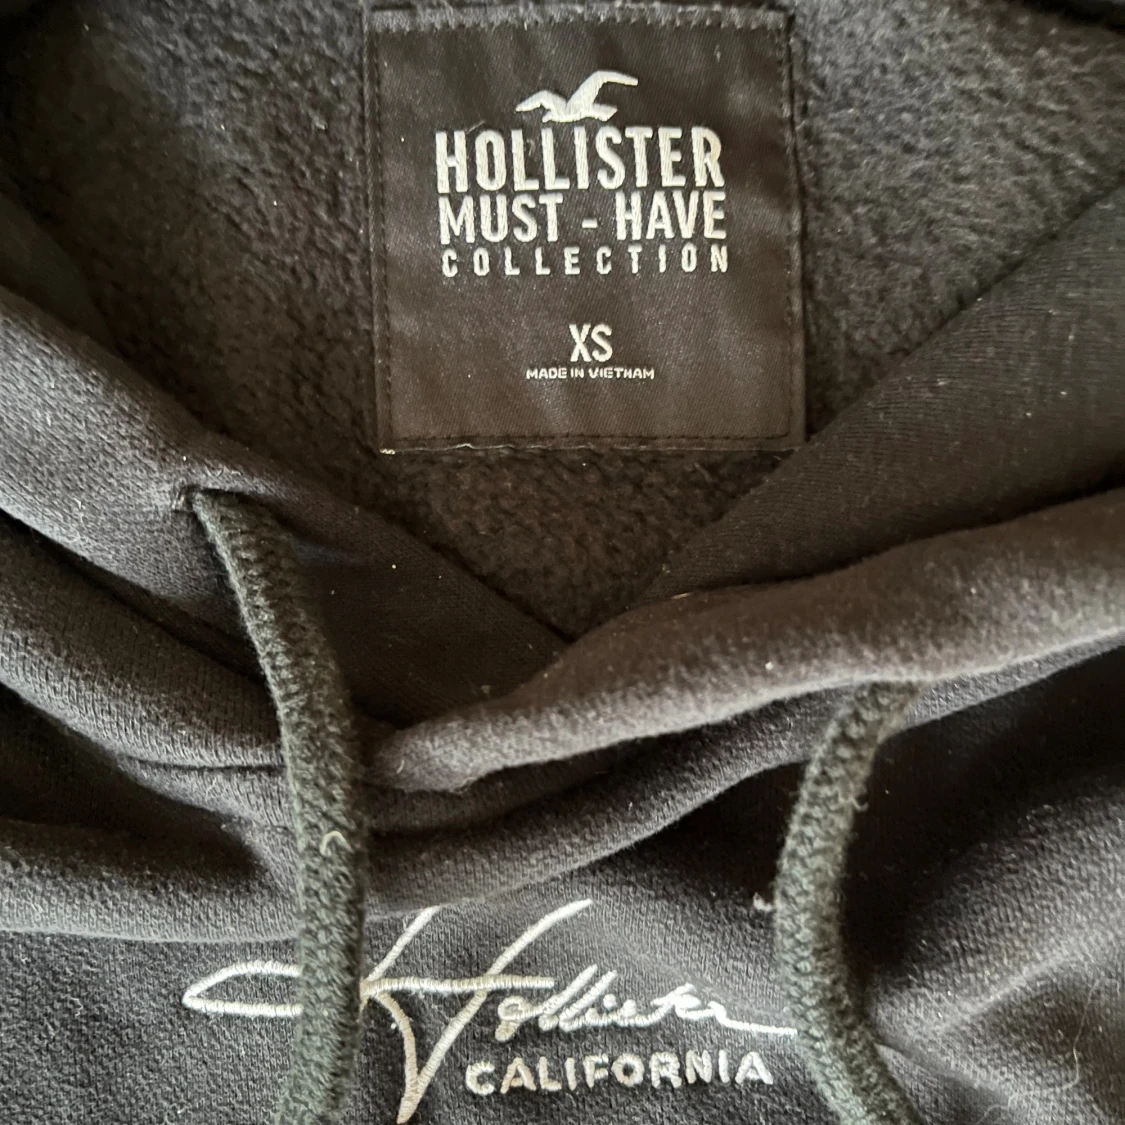 HOLLISTER
MUST - HAVE
COLLECTION
XS
MADE IN VIETNAM
Hollister
CALIFORNIA